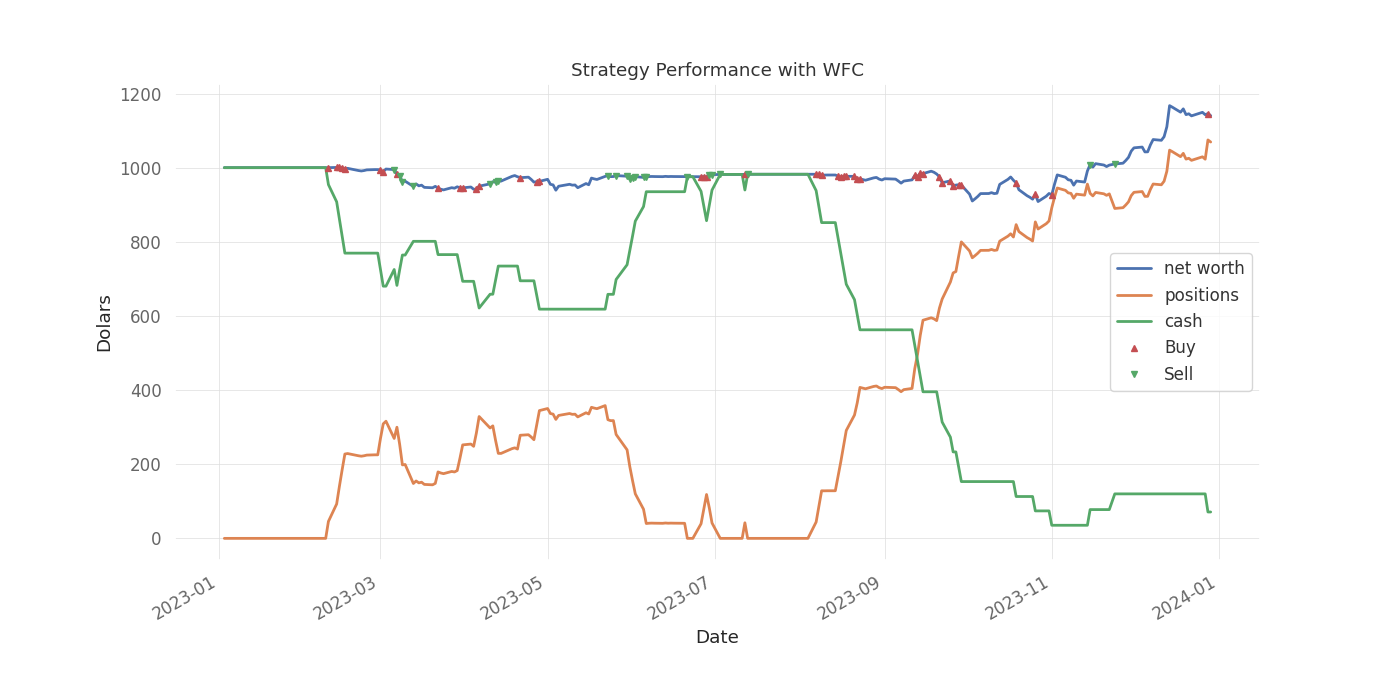 Strategy Performance with WFC
1200
1000
800
600
400
200
0
Dolars
net worth
positions
cash
Buy
Sell
2023-01
2023-03
2023-05
2023-07
2023-09
2023-11
2024-01
Date